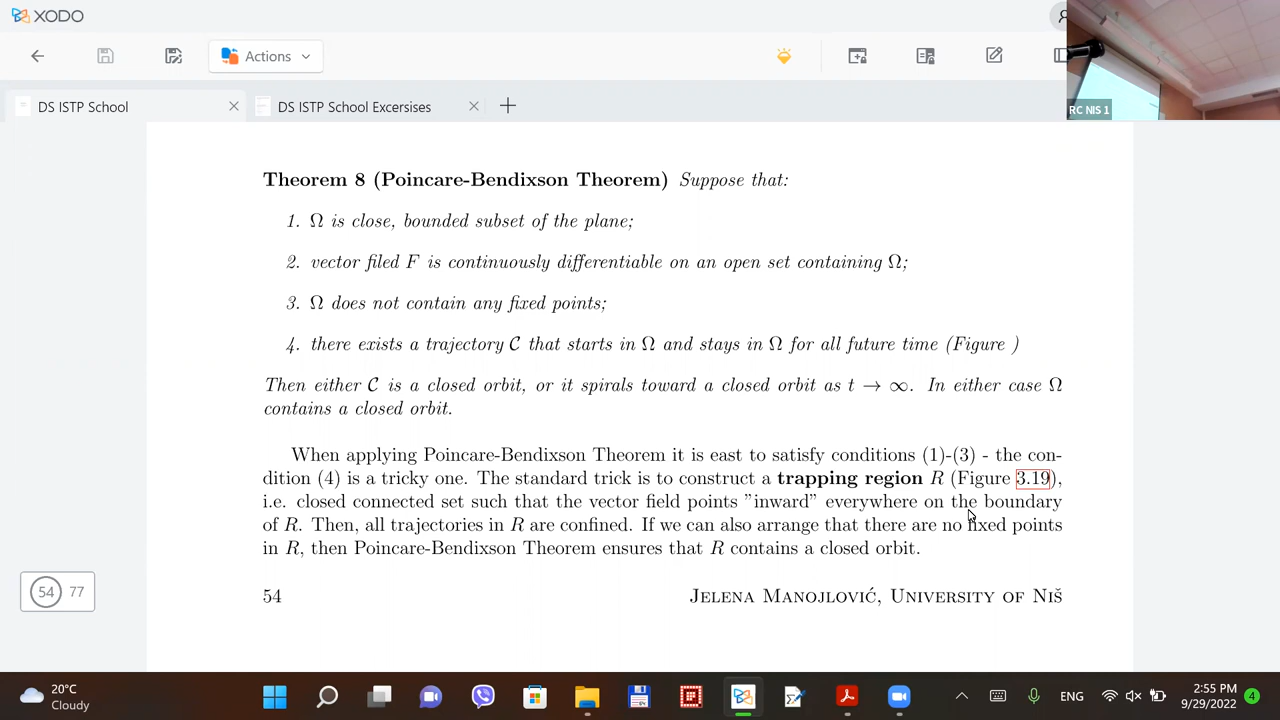 XODO
Actions
RC NIS 1
DS ISTP School
DS ISTP School Excersises
Theorem 8 (Poincare-Bendixson Theorem) Suppose that:
1. Ω is close, bounded subset of the plane;
2. vector filed F is continuously differentiable on an open set containing Ω;
3. Ω does not contain any fixed points;
4. there exists a trajectory 𝒞 that starts in Ω and stays in Ω for all future time (Figure )
Then either 𝒞 is a closed orbit, or it spirals toward a closed orbit as t → ∞. In either case Ω
contains a closed orbit.
When applying Poincare-Bendixson Theorem it is east to satisfy conditions (1)-(3) - the con-
dition (4) is a tricky one. The standard trick is to construct a trapping region R (Figure 3.19),
i.e. closed connected set such that the vector field points ”inward” everywhere on the boundary
of R. Then, all trajectories in R are confined. If we can also arrange that there are no fixed points
in R, then Poincare-Bendixson Theorem ensures that R contains a closed orbit.
54 77
54 Jelena Manojlović, University of Niš
20°C
Cloudy
ENG
2:55 PM
9/29/2022
4